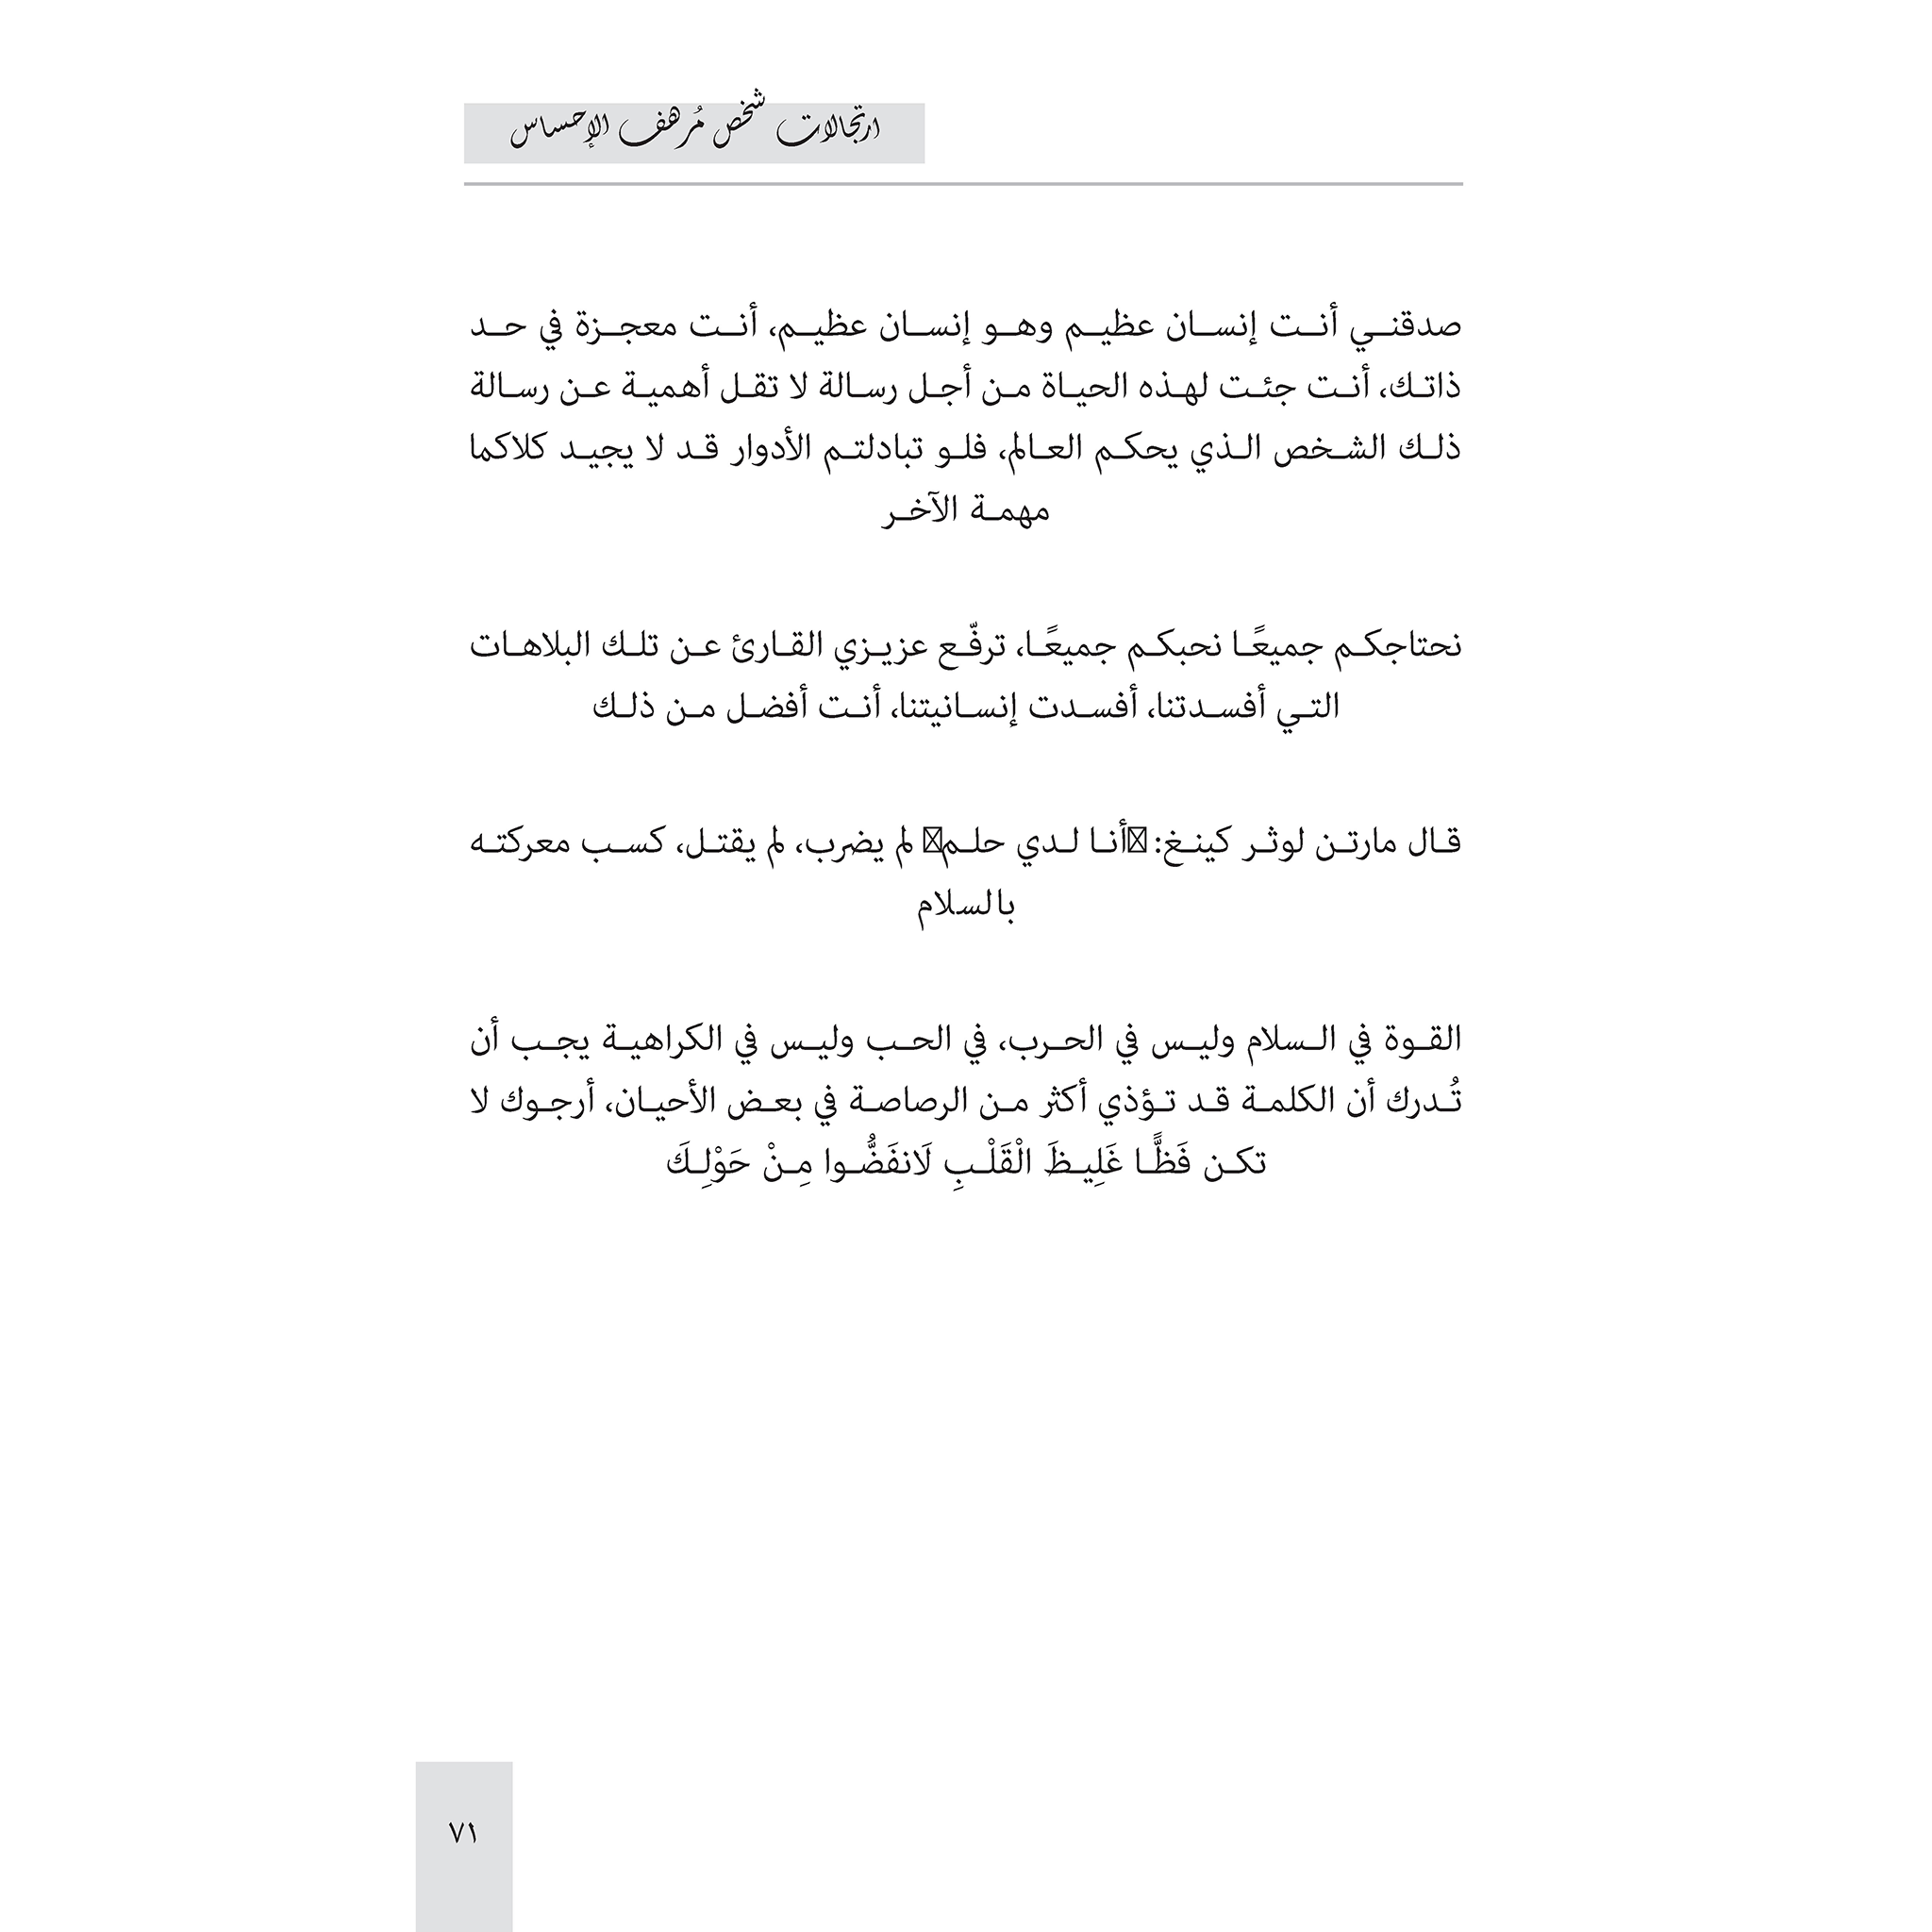 ارتجالات شخص مُرهف الإحساس
صدقني أنت إنسان عظيم وهو إنسان عظيم، أنت معجزة في حد
ذاتك، أنت جئت لهذه الحياة من أجل رسالة لا تقل أهمية عن رسالة
ذلك الشخص الذي يحكم العالم، فلو تبادلتم الأدوار قد لا يجيد كلاكما
مهمة الآخر
نحتاجكم جميعًا نحبكم جميعًا، ترفّع عزيزي القارئ عن تلك البلاهات
التي أفسدتنا، أفسدت إنسانيتنا، أنت أفضل من ذلك
قال مارتن لوثر كينغ: أنا لدي حلم لم يضرب، لم يقتل، كسب معركته
بالسلام
القوة في السلام وليس في الحرب، في الحب وليس في الكراهية يجب أن
تُدرك أن الكلمة قد تؤذي أكثر من الرصاصة في بعض الأحيان، أرجوك لا
تكن فَظًّا غَلِيظَ الْقَلْبِ لَانفَضُّوا مِنْ حَوْلِكَ
٧١